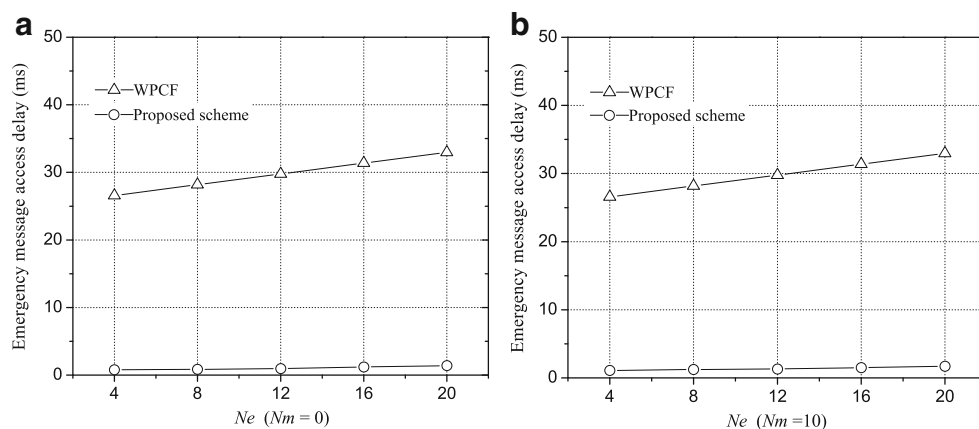 a
Emergency message access delay (ms)
50
40
30
20
10
0
WPCF
Proposed scheme
4 8 12 16 20
Ne (Nm = 0)
b
Emergency message access delay (ms)
50
40
30
20
10
0
WPCF
Proposed scheme
4 8 12 16 20
Ne (Nm =10)